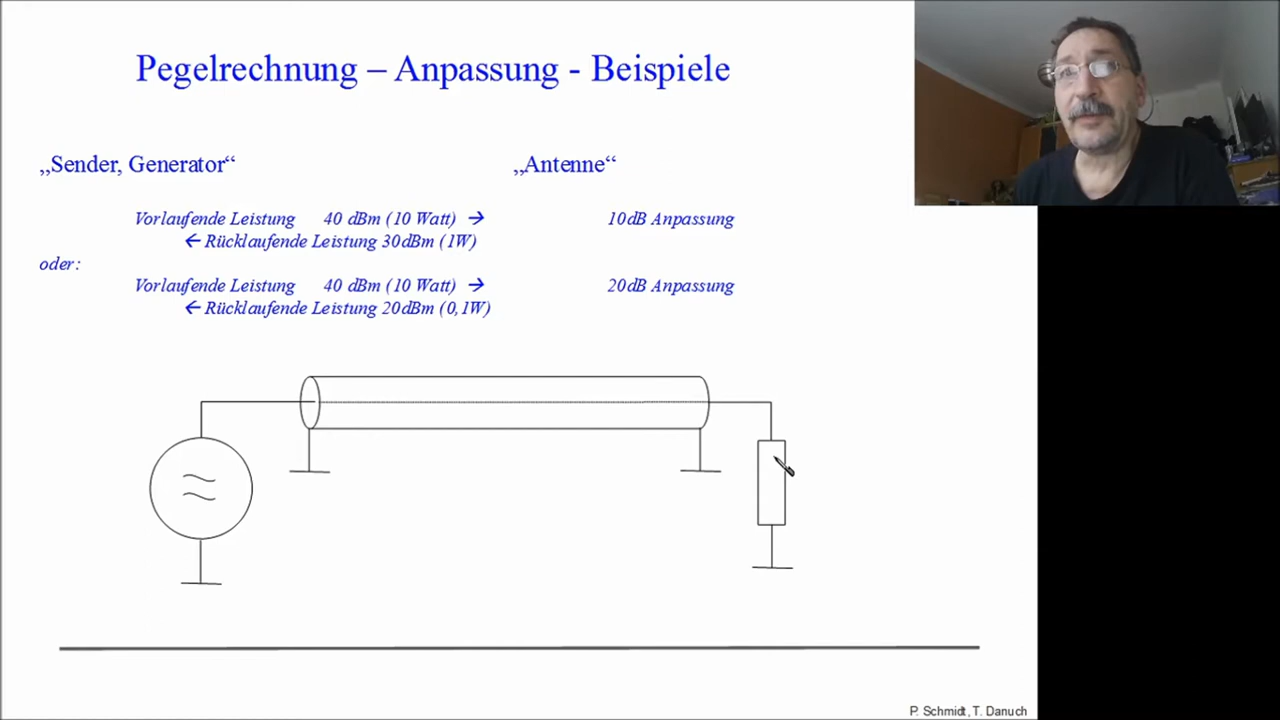 Pegelrechnung – Anpassung - Beispiele
„Sender, Generator“ „Antenne“
Vorlaufende Leistung 40 dBm (10 Watt) → 10dB Anpassung
← Rücklaufende Leistung 30dBm (1W)
oder:
Vorlaufende Leistung 40 dBm (10 Watt) → 20dB Anpassung
← Rücklaufende Leistung 20dBm (0,1W)
P. Schmidt, T. Danuch